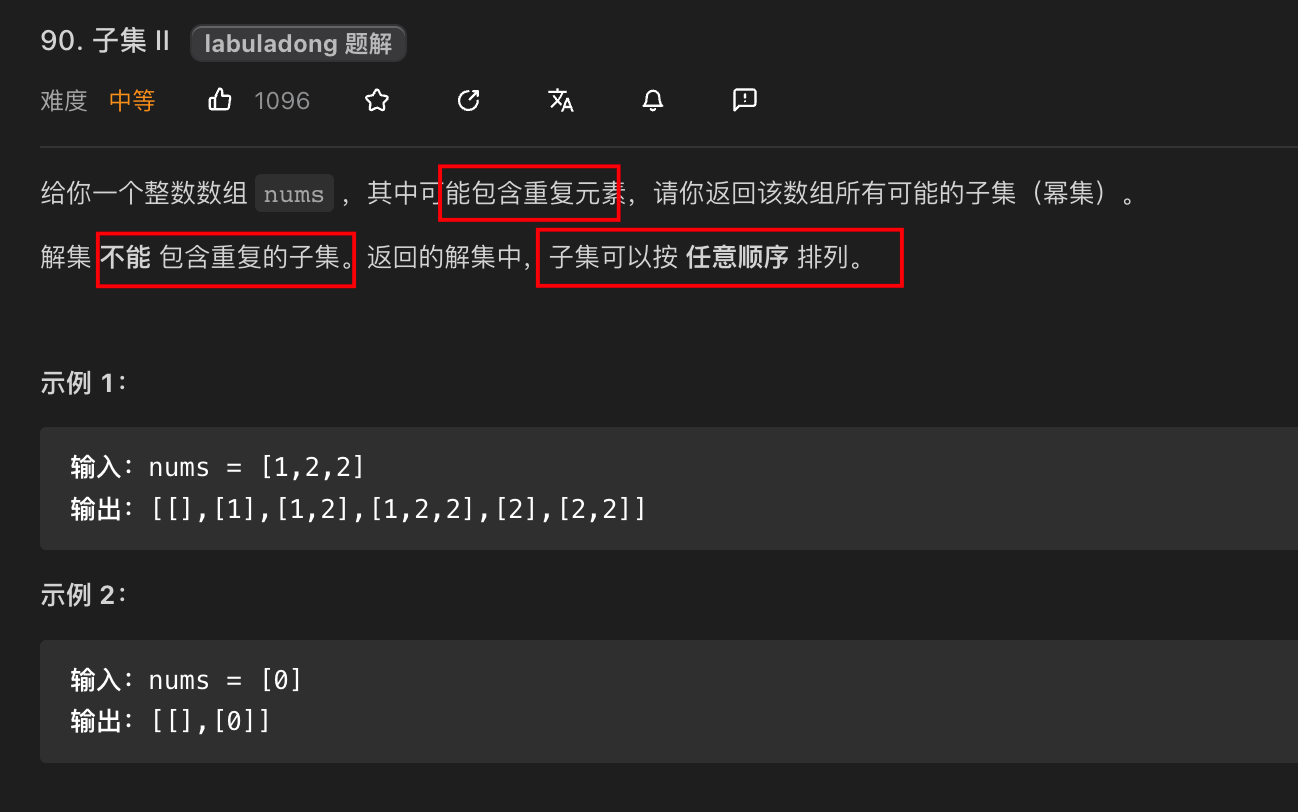 90. 子集 II labuladong 题解
难度 中等 1096
给你一个整数数组 nums ，其中可能包含重复元素，请你返回该数组所有可能的子集（幂集）。
解集 不能 包含重复的子集。返回的解集中，子集可以按 任意顺序 排列。
示例 1：
输入：nums = [1,2,2]
输出：[[],[1],[1,2],[1,2,2],[2],[2,2]]
示例 2：
输入：nums = [0]
输出：[[],[0]]